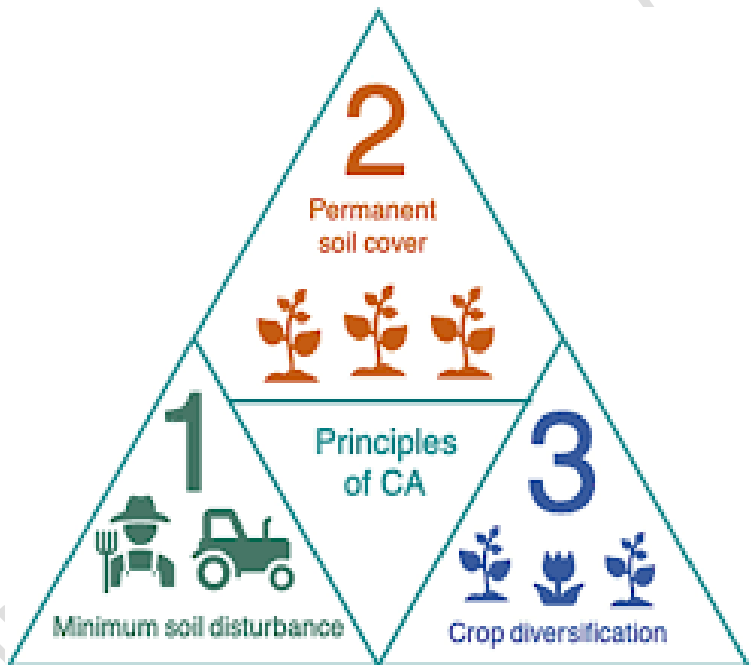 2
Permanent
soil cover
1
Principles
of CA
3
Minimum soil disturbance
Crop diversification